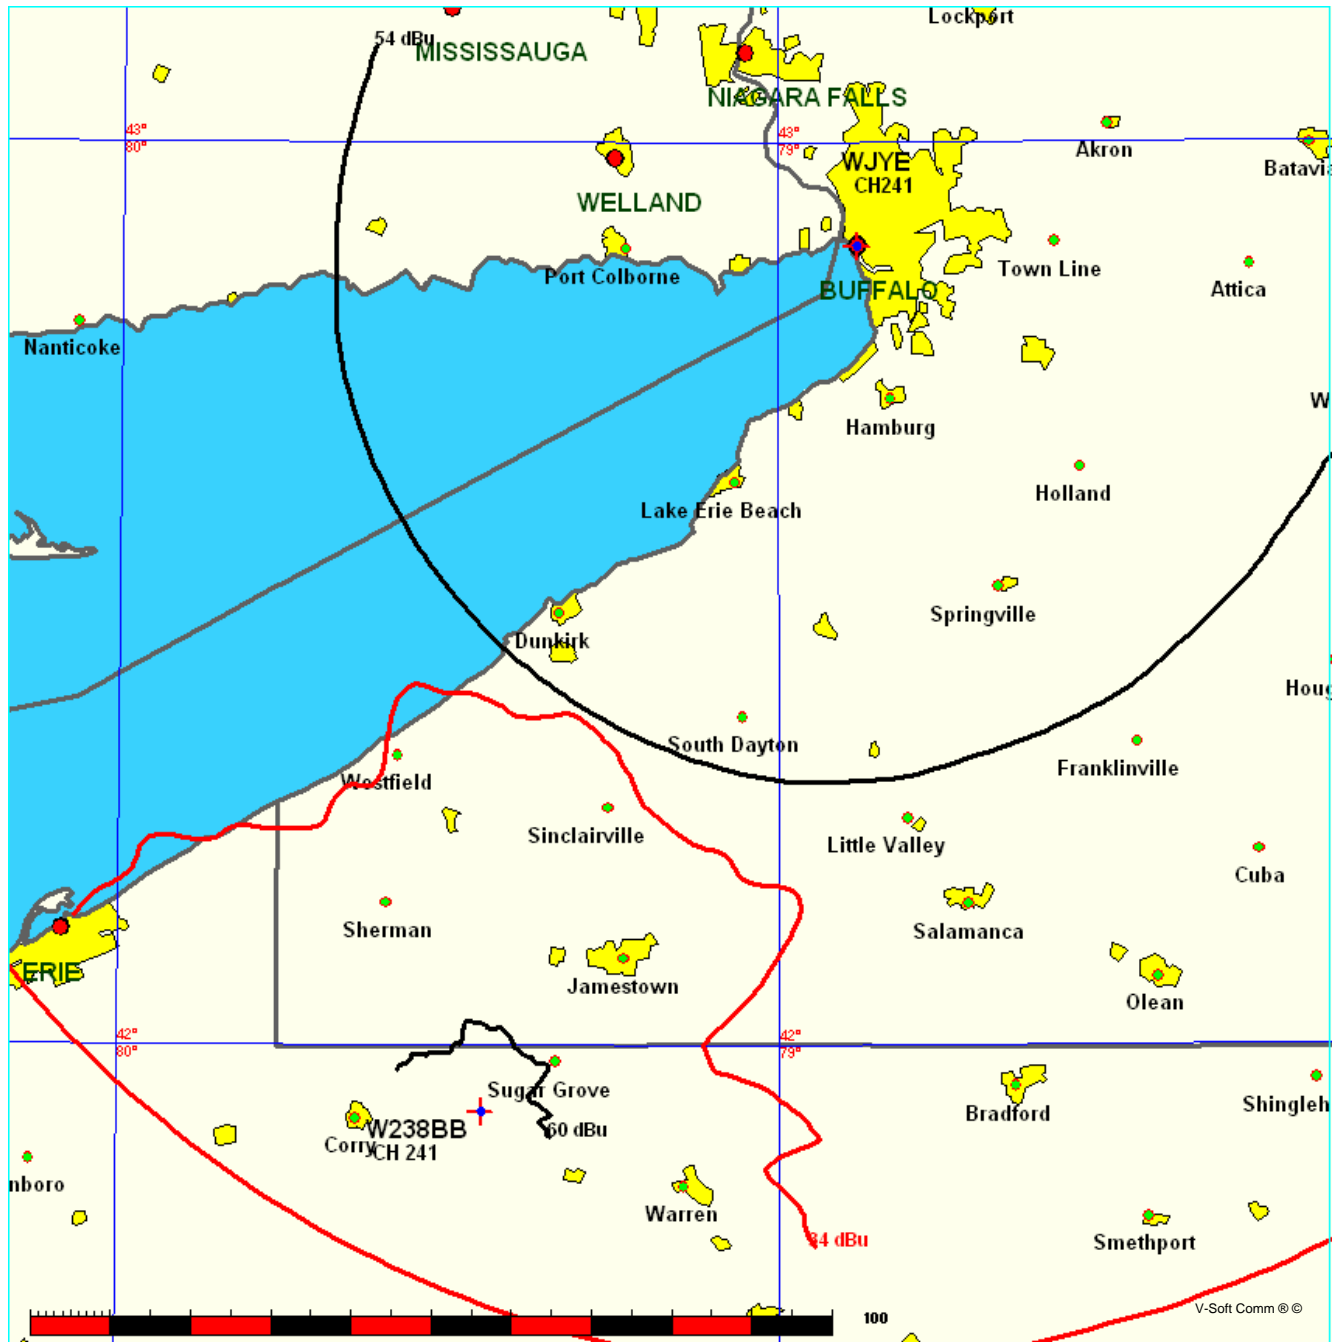 Lockport
54 dBu
MISSISSAUGA
NIAGARA FALLS
43°
80°
43°
79°
Akron
Batavia
WJYE
CH241
WELLAND
Port Colborne
Town Line
Attica
BUFFALO
Nanticoke
W
Hamburg
Holland
Lake Erie Beach
Springville
Dunkirk
Houg
South Dayton
Westfield
Franklinville
Sinclairville
Little Valley
Cuba
Sherman
Salamanca
ERIE
Jamestown
Olean
42°
80°
42°
79°
Sugar Grove
Bradford
Shingleh
Corry
W238BB
CH 241
60 dBu
nboro
Warren
34 dBu
Smethport
100
V-Soft Comm ® ©